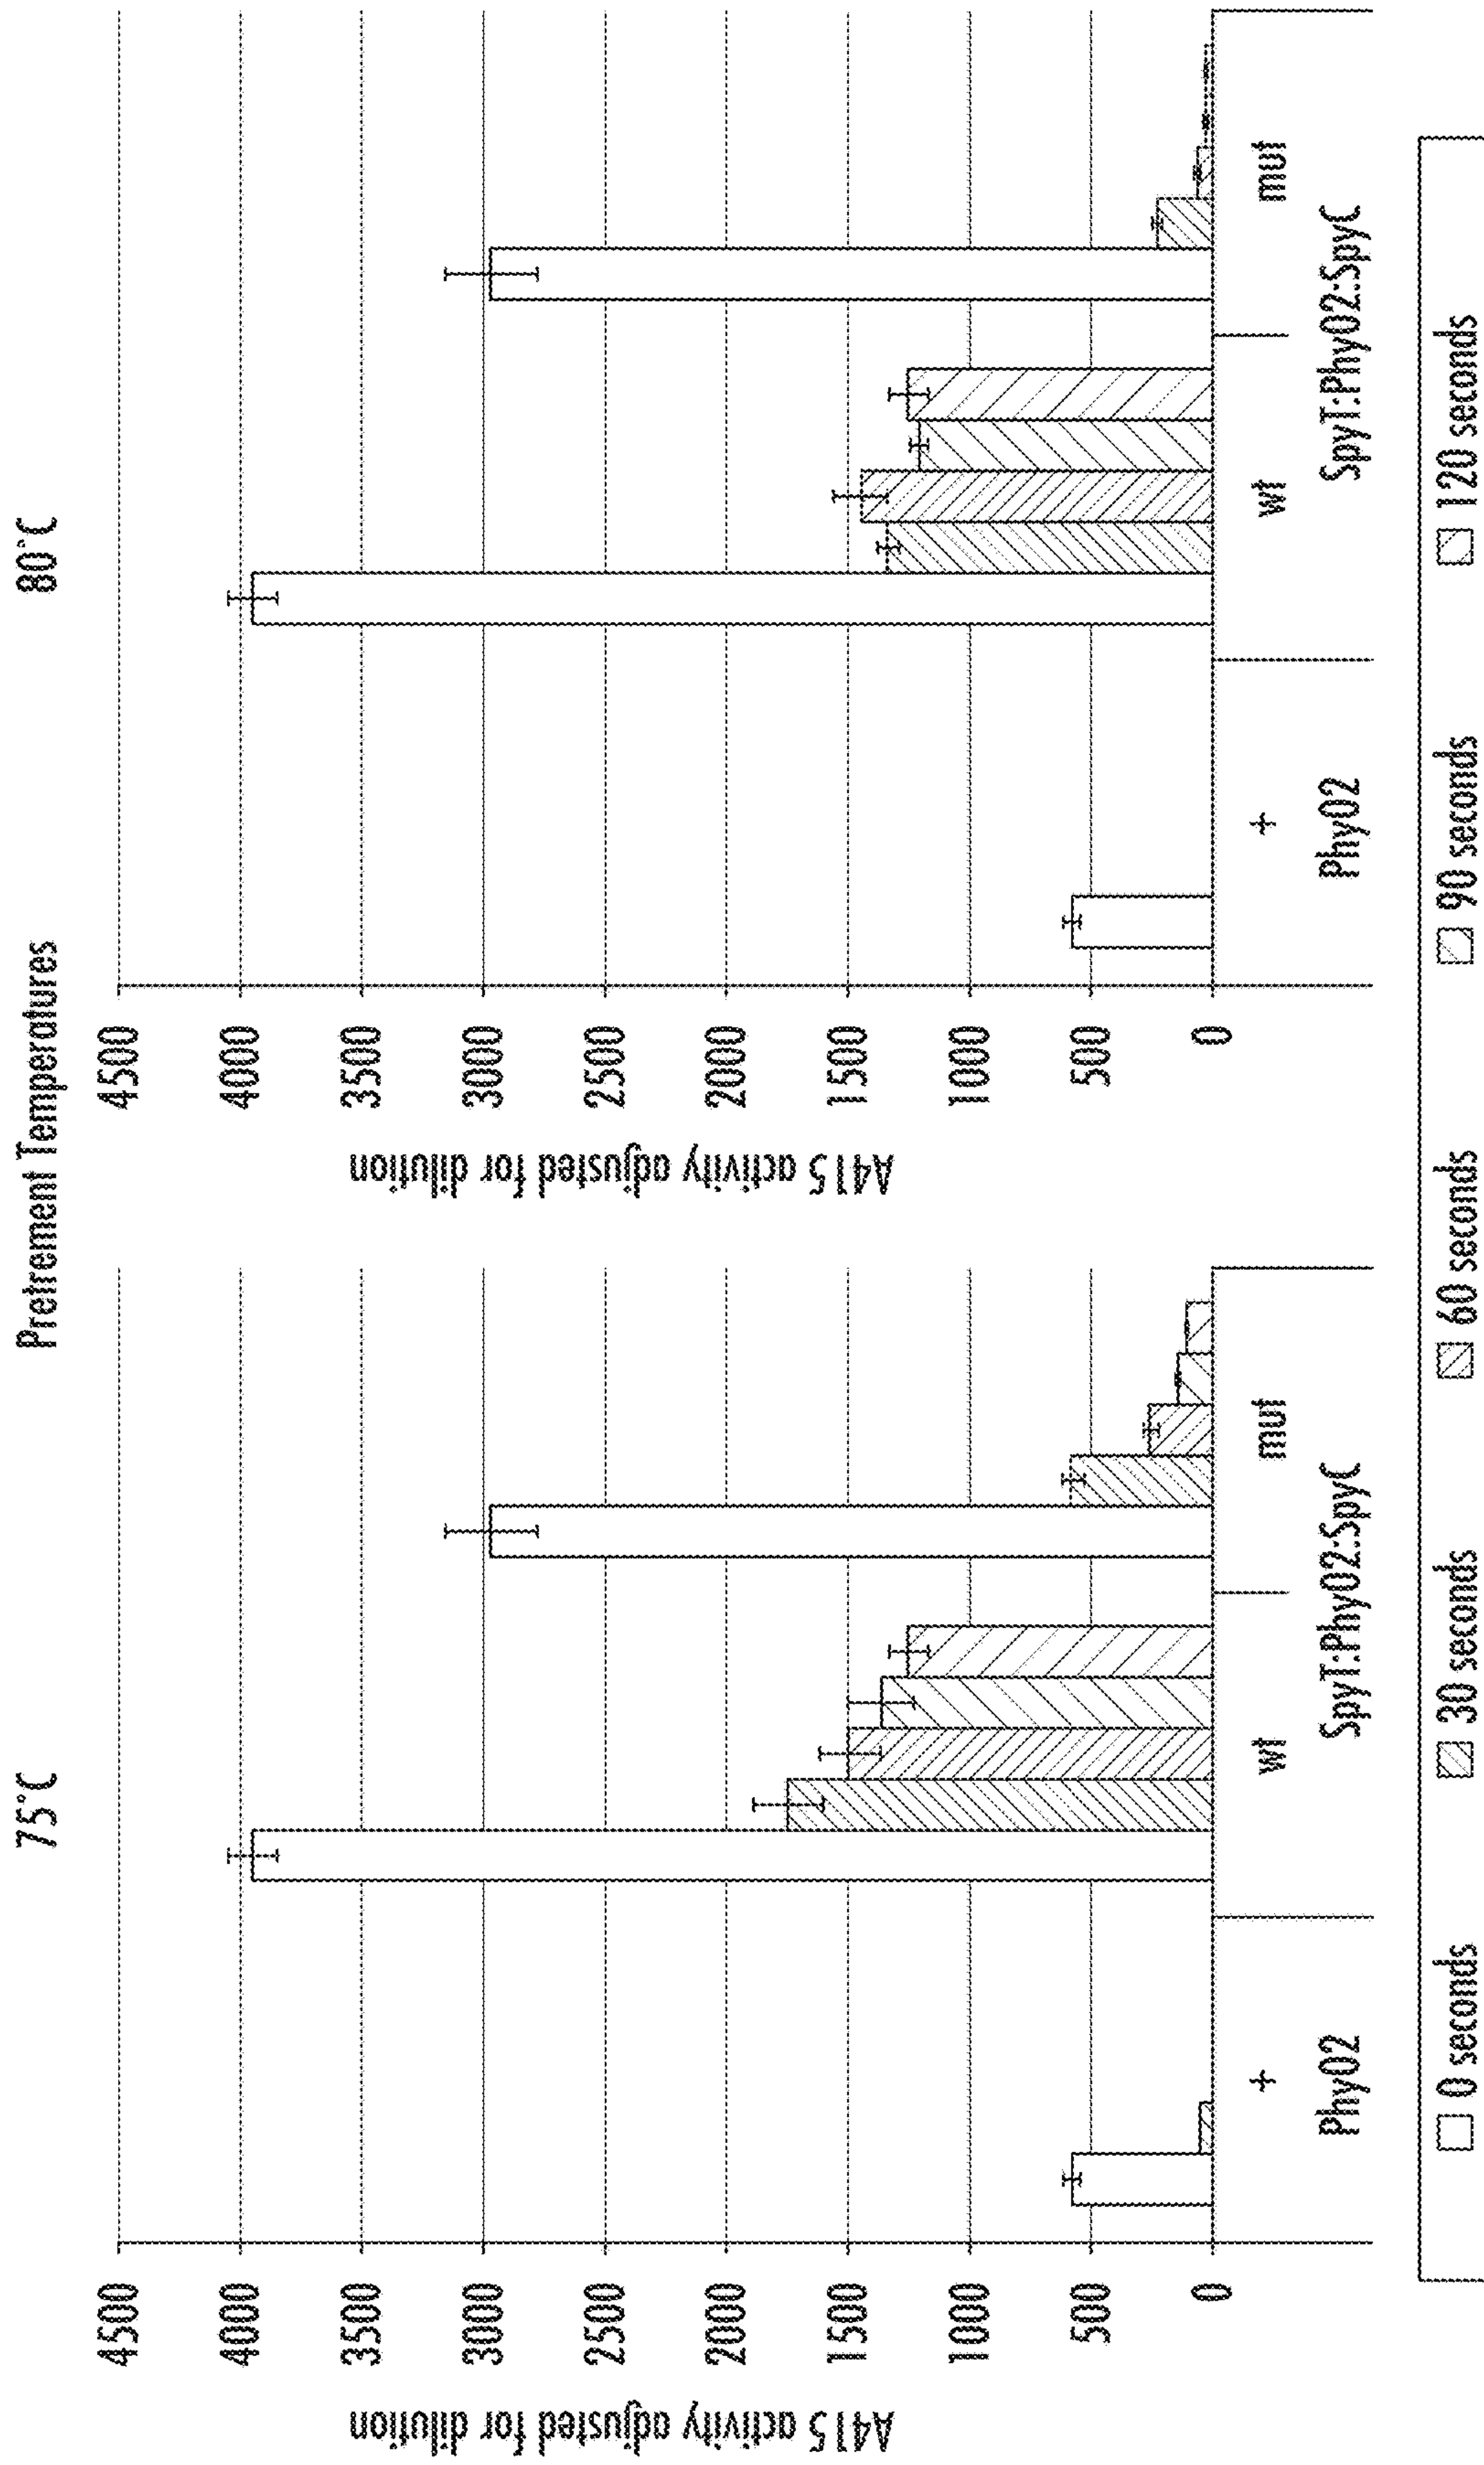 Pretrement Temperatures
75°C
A415 activity adjusted for dilution
4500
4000
3500
3000
2500
2000
1500
1000
500
0
+
wt
mut
Phy02
SpyT:Phy02:SpyC
80°C
A415 activity adjusted for dilution
4500
4000
3500
3000
2500
2000
1500
1000
500
0
+
wt
mut
Phy02
SpyT:Phy02:SpyC
0 seconds
30 seconds
60 seconds
90 seconds
120 seconds